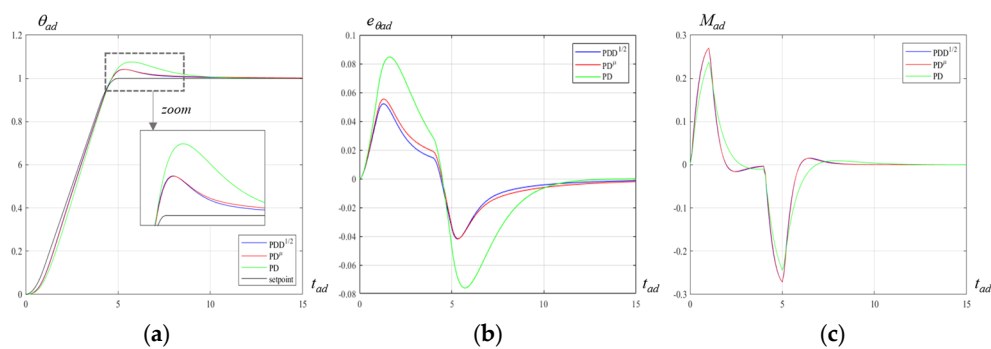 θad
1.2
1
0.8
0.6
0.4
0.2
0
0
5
10
15
tad
zoom
PDD1/2
PDμ
PD
setpoint
(a)
eθad
0.1
0.08
0.06
0.04
0.02
0
-0.02
-0.04
-0.06
-0.08
0
5
10
15
tad
PDD1/2
PDμ
PD
(b)
Mad
0.3
0.2
0.1
0
-0.1
-0.2
-0.3
0
5
10
15
tad
PDD1/2
PDμ
PD
(c)